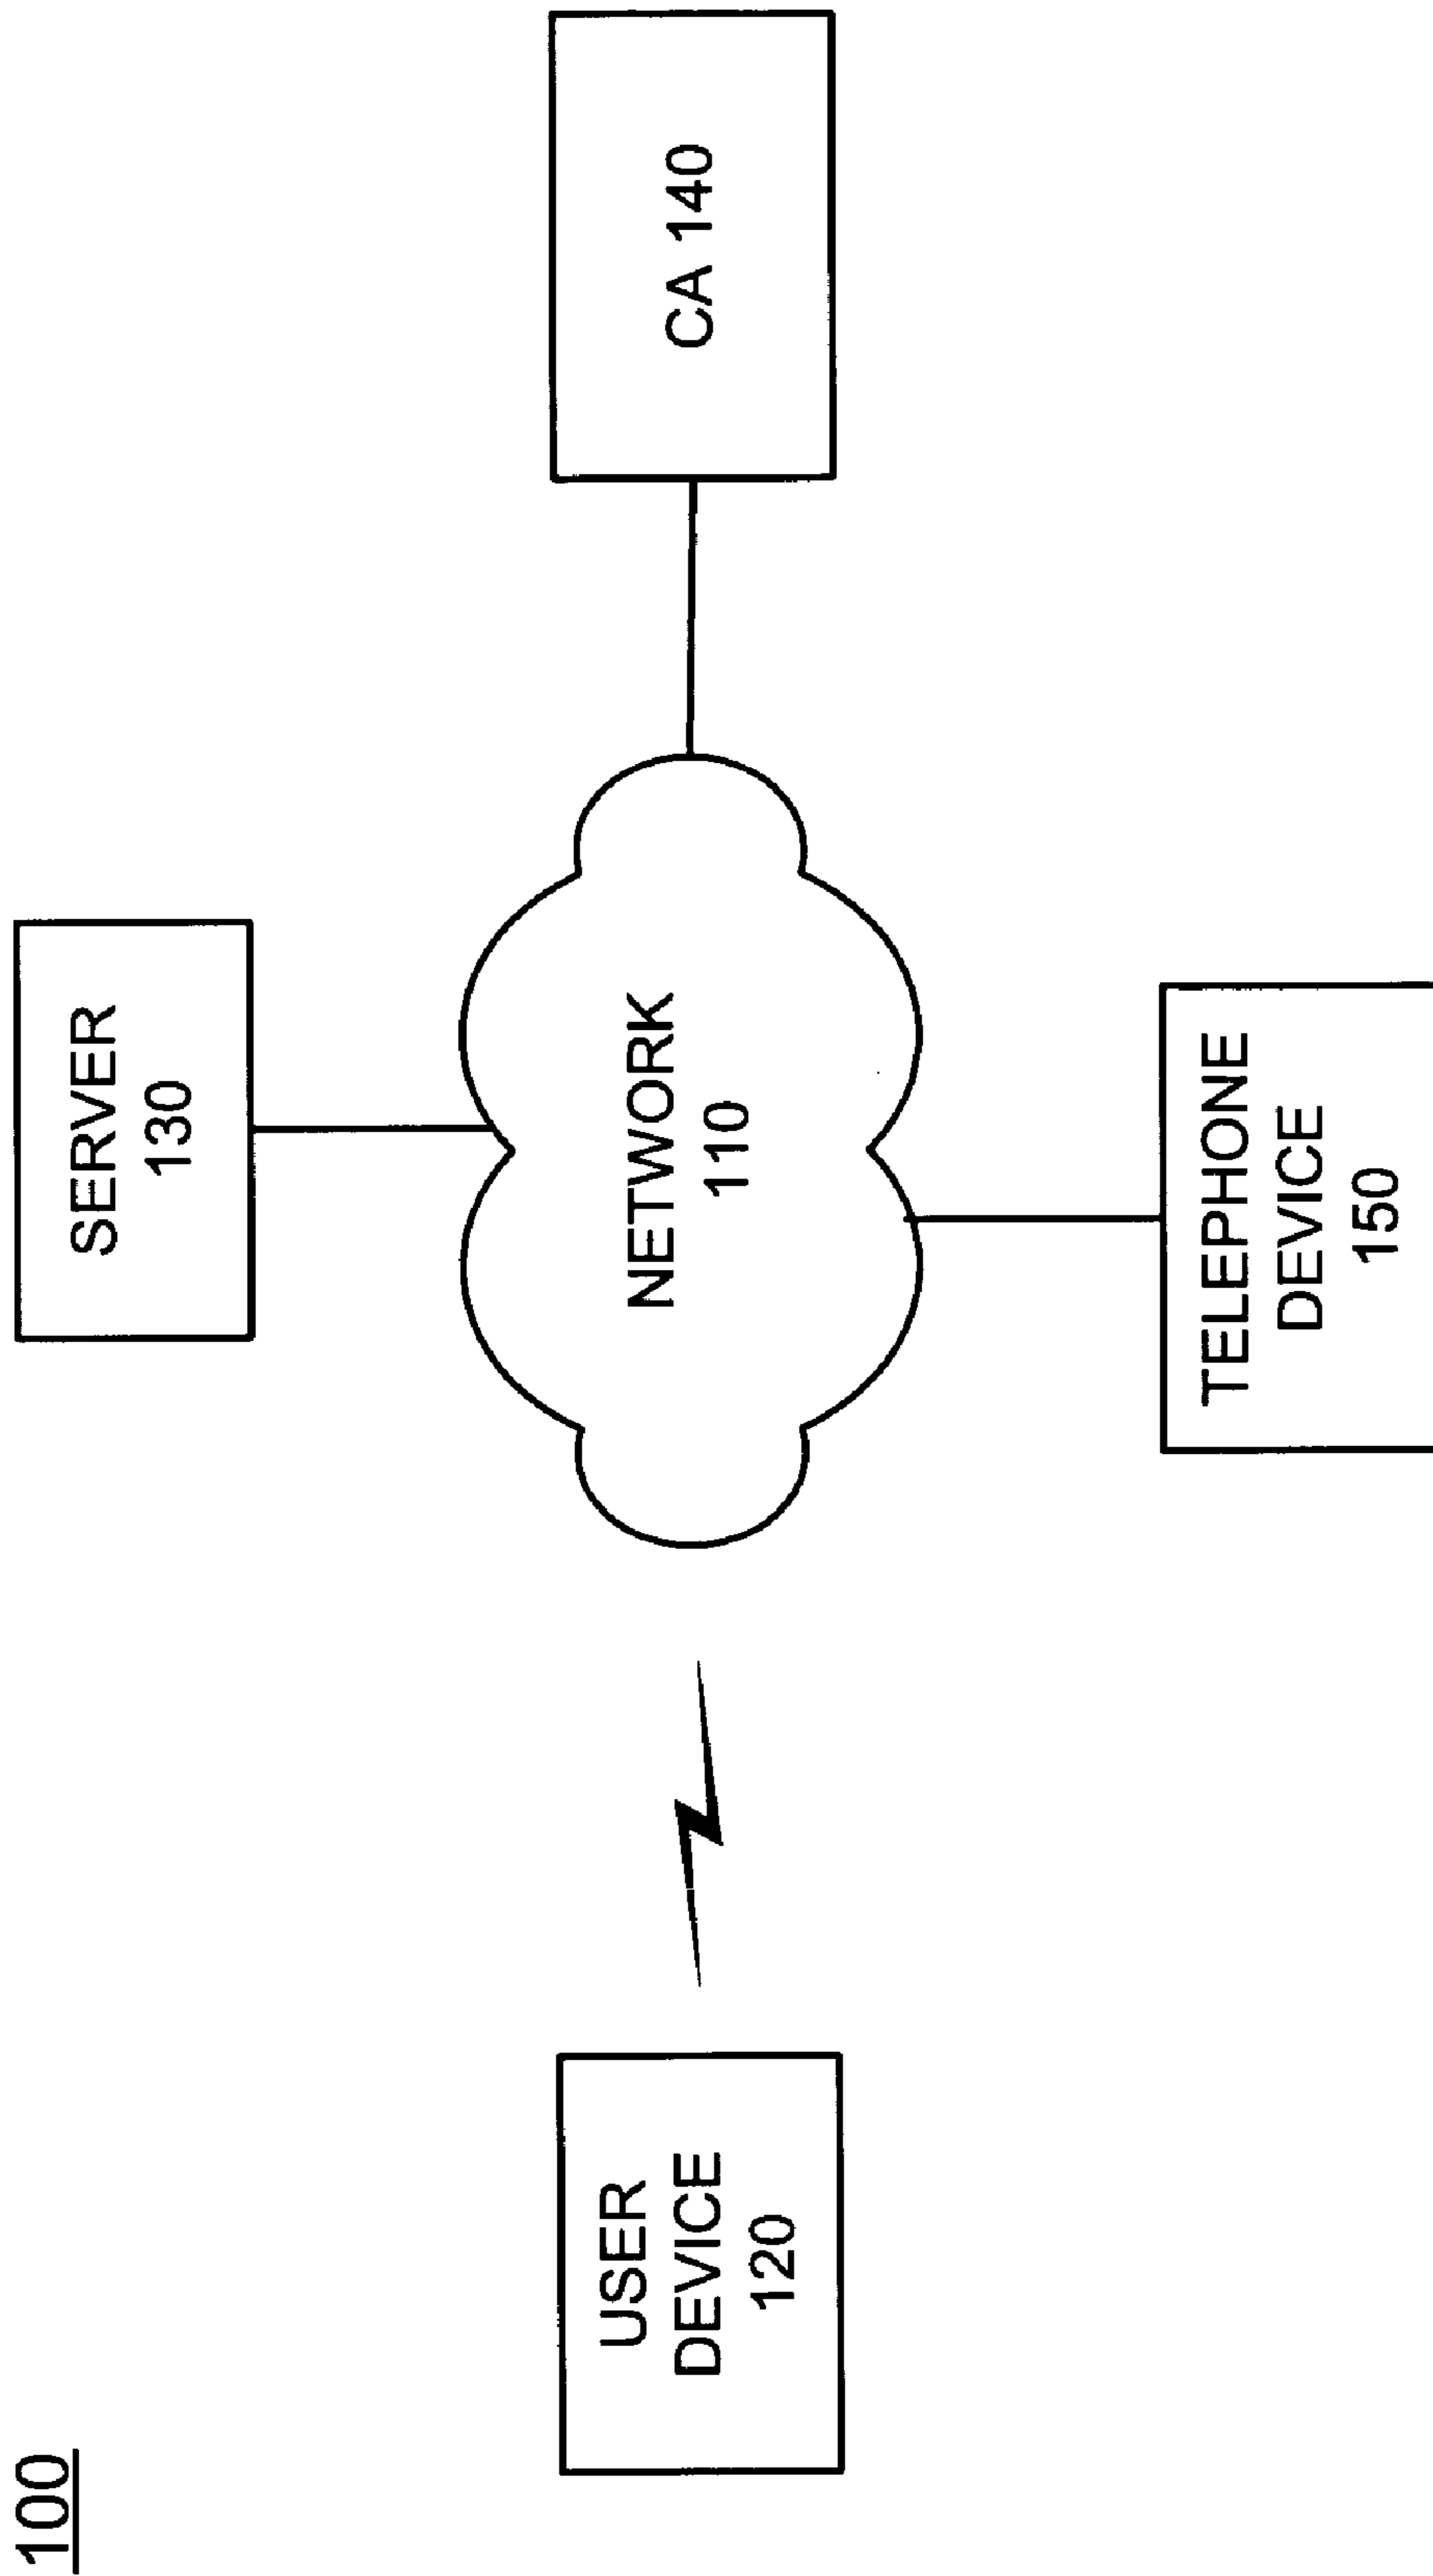 100
SERVER
130
USER
DEVICE
120
NETWORK
110
CA 140
TELEPHONE
DEVICE
150